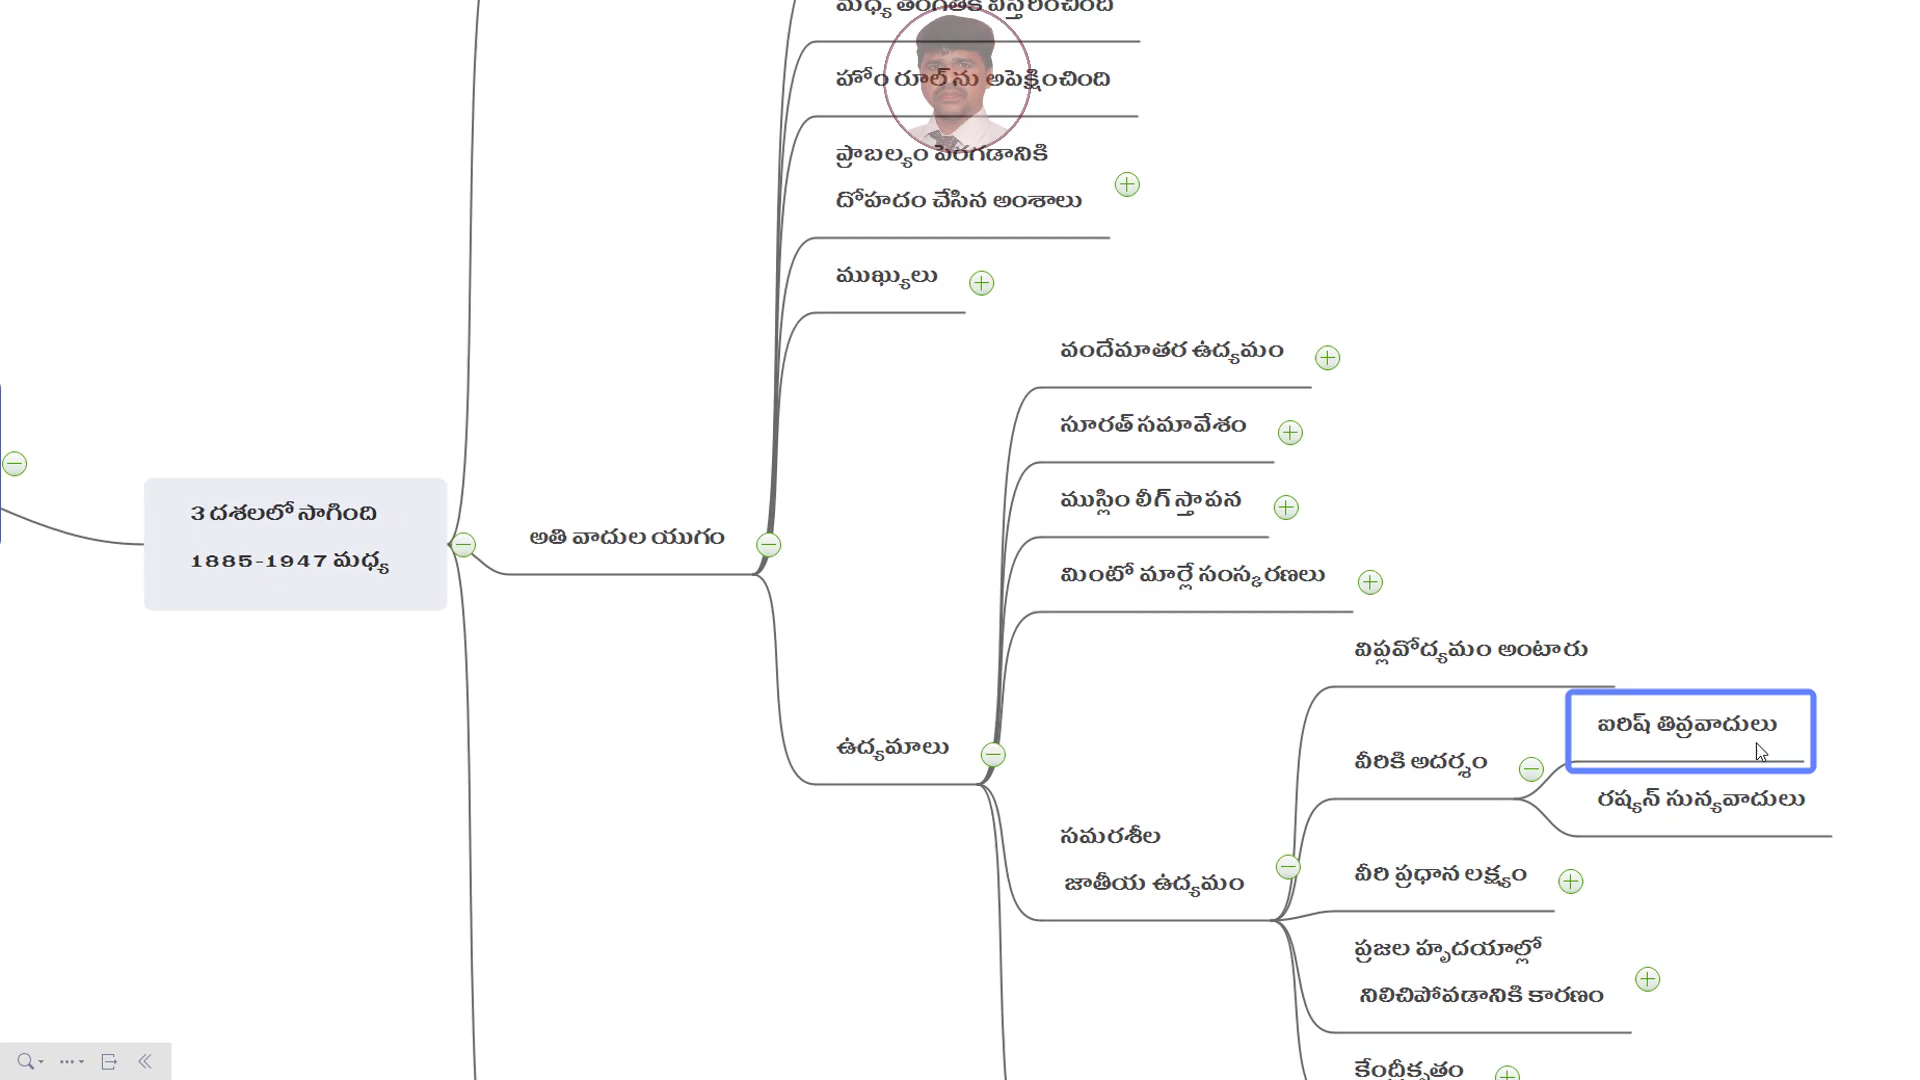 మధ్య తరగతికి విస్తరించింది
హోం రూల్‌ను అపెక్షించింది
ప్రాబల్యం పెరగడానికి
దోహదం చేసిన అంశాలు
ముఖ్యులు
వందేమాతర ఉద్యమం
సూరత్ సమావేశం
ముస్లిం లీగ్ స్తాపన
3 దశలలో సాగింది
1885-1947 మధ్య
అతి వాదుల యుగం
మింటో మార్లే సంస్కరణలు
విప్లవోద్యమం అంటారు
ఐరిష్ తివ్రవాదులు
ఉద్యమాలు
వీరికి అదర్శం
రష్యన్ సున్యవాదులు
సమరశీల
జాతీయ ఉద్యమం
వీరి ప్రధాన లక్ష్యం
ప్రజల హృదయాల్లో
నిలిచిపోవడానికి కారణం
కేంద్రీకృతం